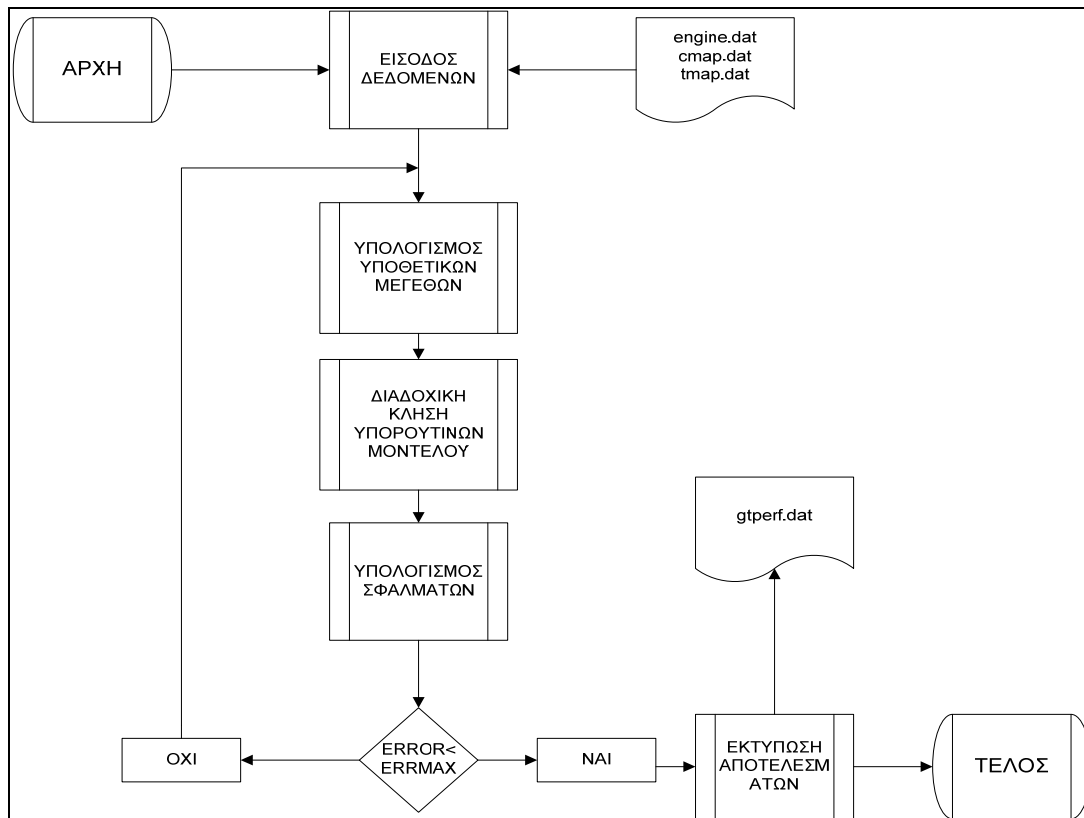 ΑΡΧΗ
ΕΙΣΟΔΟΣ
ΔΕΔΟΜΕΝΩΝ
engine.dat
cmap.dat
tmap.dat
ΥΠΟΛΟΓΙΣΜΟΣ
ΥΠΟΘΕΤΙΚΩΝ
ΜΕΓΕΘΩΝ
ΔΙΑΔΟΧΙΚΗ
ΚΛΗΣΗ
ΥΠΟΡΟΥΤΙΝΩΝ
ΜΟΝΤΕΛΟΥ
gtperf.dat
ΥΠΟΛΟΓΙΣΜΟΣ
ΣΦΑΛΜΑΤΩΝ
ΟΧΙ
ERROR<
ERRMAX
ΝΑΙ
ΕΚΤΥΠΩΣΗ
ΑΠΟΤΕΛΕΣΜ
ΑΤΩΝ
ΤΕΛΟΣ